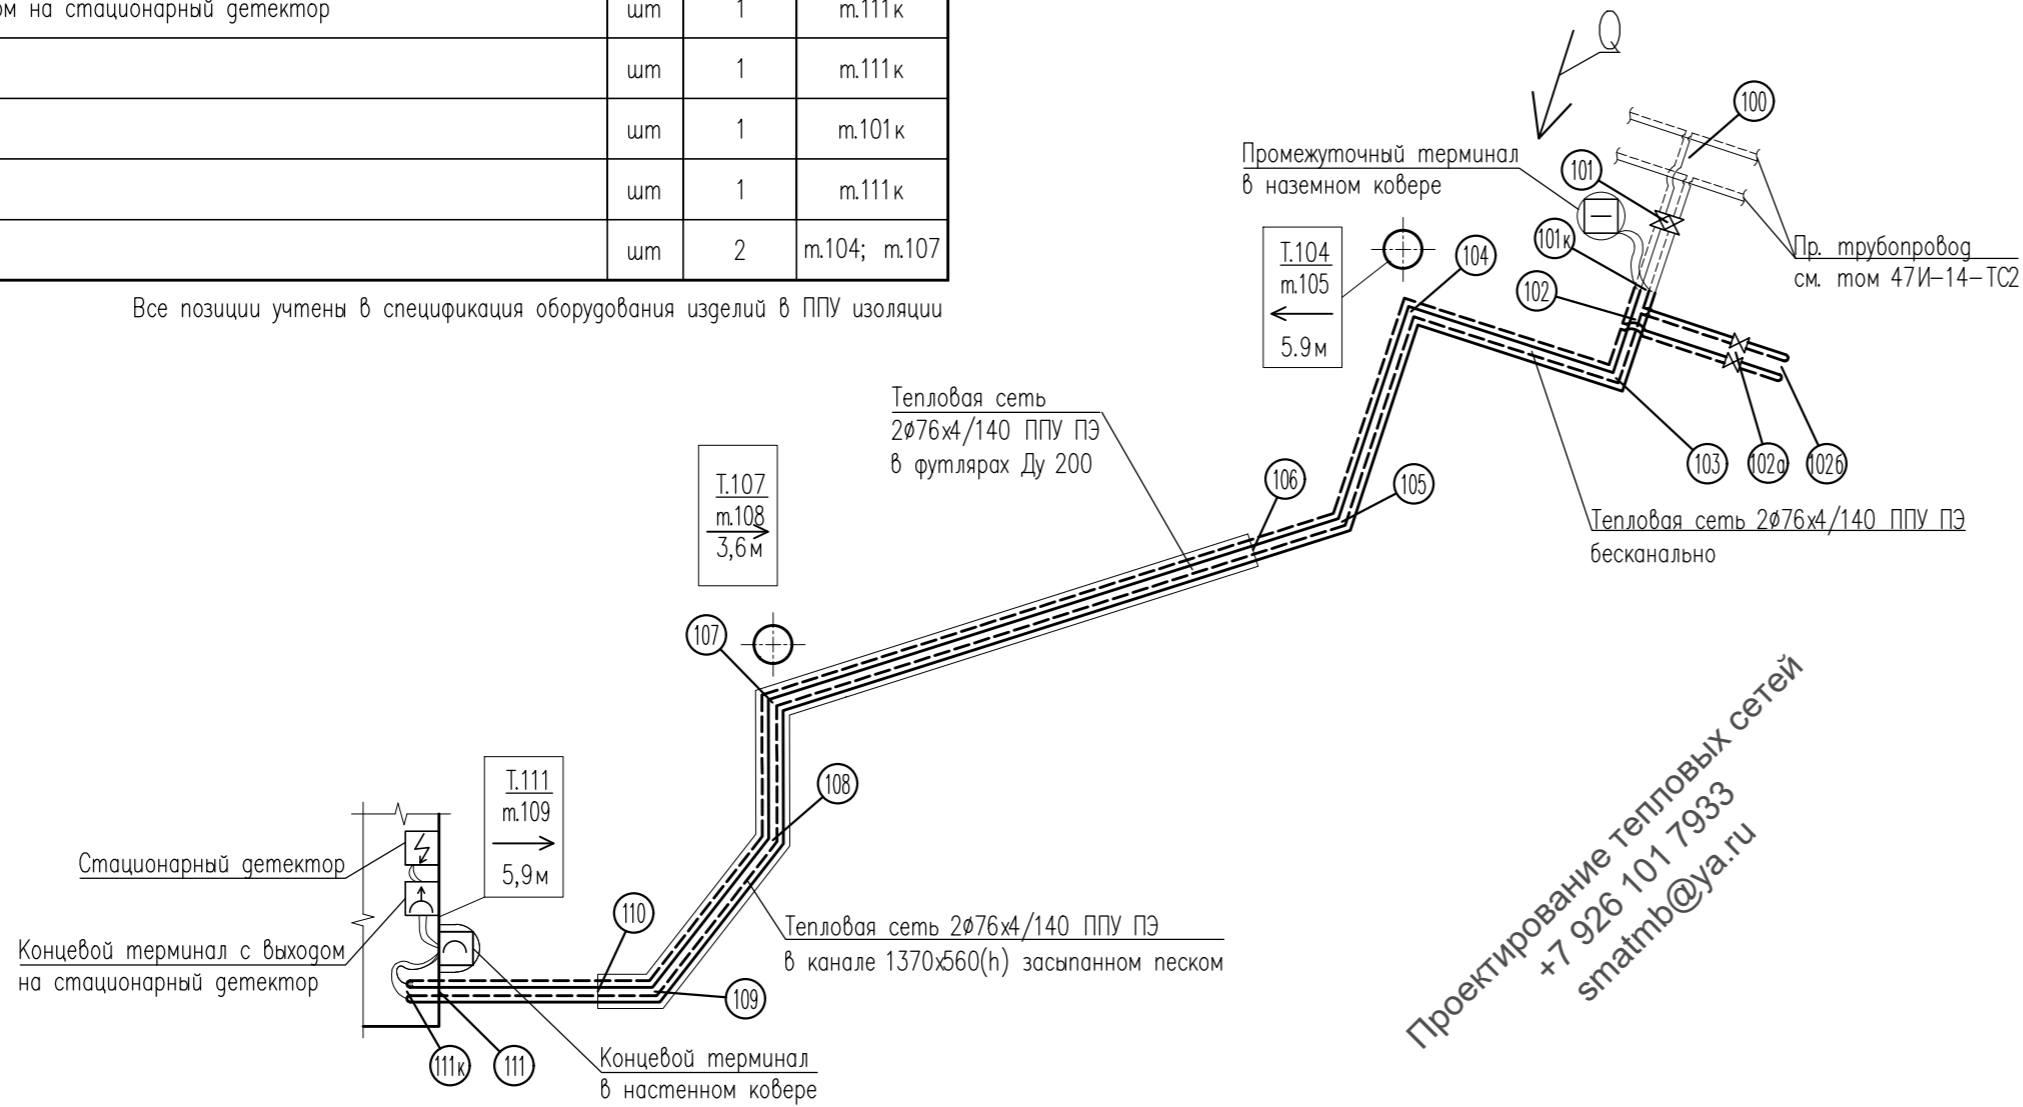 ом на стационарный детектор шт 1 т.111к
шт 1 т.111к
шт 1 т.101к
шт 1 т.111к
шт 2 т.104; т.107
Все позиции учтены в спецификация оборудования изделий в ППУ изоляции
Q
100
Промежуточный терминал
в наземном ковере
101
101к
Пр. трубопровод
см. том 47И-14-ТС2
Т.104
т.105
5.9м
104
102
103
102а
102б
Тепловая сеть
2ø76х4/140 ППУ ПЭ
в футлярах Ду 200
106
105
Тепловая сеть 2ø76х4/140 ППУ ПЭ
бесканально
Т.107
т.108
3,6м
107
108
Т.111
т.109
5,9м
Стационарный детектор
Концевой терминал с выходом
на стационарный детектор
110
109
Тепловая сеть 2ø76х4/140 ППУ ПЭ
в канале 1370х560(h) засыпанном песком
111к
111
Концевой терминал
в настенном ковере
Проектирование тепловых сетей
+7 926 101 7933
smatmb@ya.ru